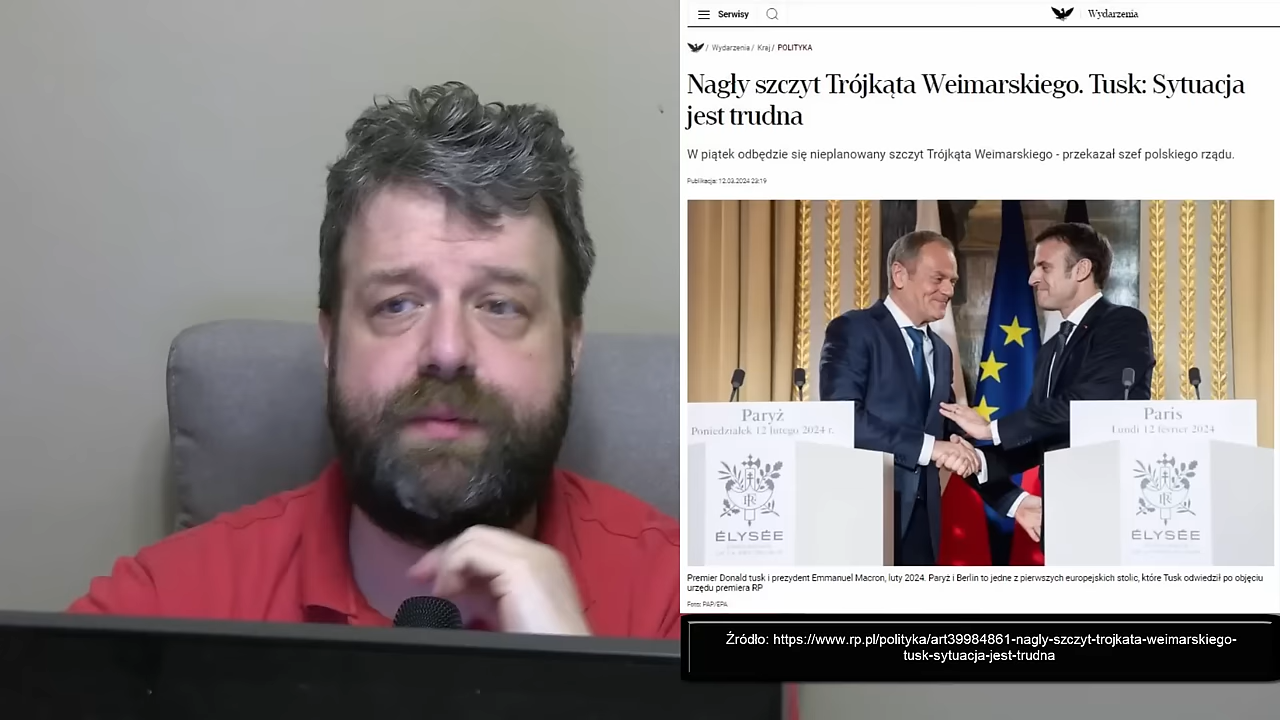 Serwisy
Wydarzenia
/ Wydarzenia / Kraj / POLITYKA
Nagły szczyt Trójkąta Weimarskiego. Tusk: Sytuacja
jest trudna
W piątek odbędzie się nieplanowany szczyt Trójkąta Weimarskiego - przekazał szef polskiego rządu.
Publikacja: 12.03.2024 23:19
Paryż
Poniedziałek 12 lutego 2024 r.
Paris
Lundi 12 février 2024
RF
ÉLYSÉE
RF
ÉLYSÉE
Premier Donald tusk i prezydent Emmanuel Macron, luty 2024. Paryż i Berlin to jedne z pierwszych europejskich stolic, które Tusk odwiedził po objęciu
urzędu premiera RP
Foto: PAP/EPA
Źródło: https://www.rp.pl/polityka/art39984861-nagly-szczyt-trojkata-weimarskiego-
tusk-sytuacja-jest-trudna